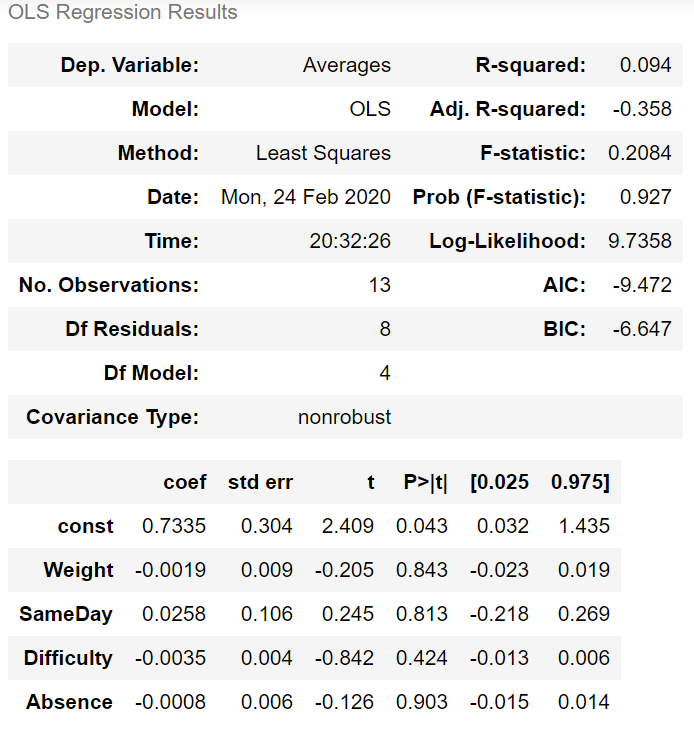 OLS Regression Results
Dep. Variable: Averages R-squared: 0.094
Model: OLS Adj. R-squared: -0.358
Method: Least Squares F-statistic: 0.2084
Date: Mon, 24 Feb 2020 Prob (F-statistic): 0.927
Time: 20:32:26 Log-Likelihood: 9.7358
No. Observations: 13 AIC: -9.472
Df Residuals: 8 BIC: -6.647
Df Model: 4
Covariance Type: nonrobust
coef std err t P>|t| [0.025 0.975]
const 0.7335 0.304 2.409 0.043 0.032 1.435
Weight -0.0019 0.009 -0.205 0.843 -0.023 0.019
SameDay 0.0258 0.106 0.245 0.813 -0.218 0.269
Difficulty -0.0035 0.004 -0.842 0.424 -0.013 0.006
Absence -0.0008 0.006 -0.126 0.903 -0.015 0.014